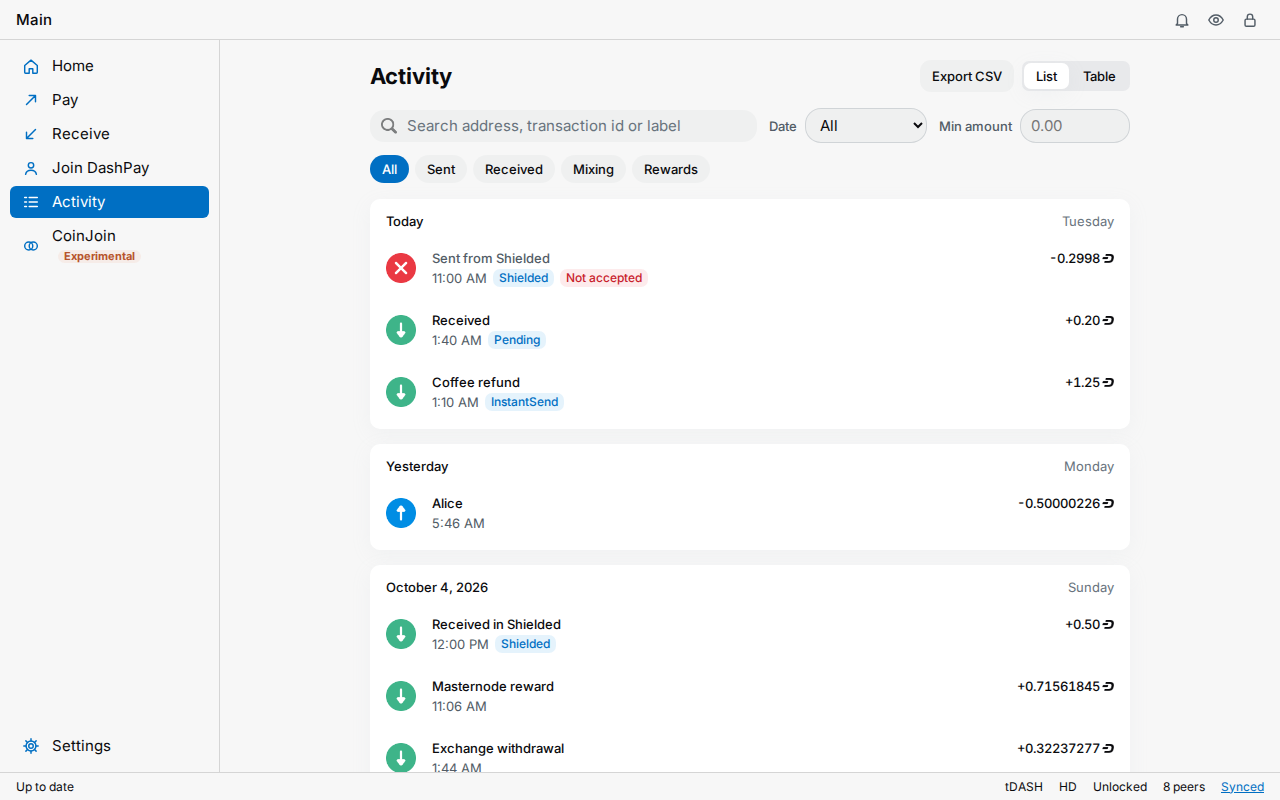 Main
Home
Pay
Receive
Join DashPay
Activity
CoinJoin
Experimental
Settings
Activity
Export CSV
List
Table
Search address, transaction id or label
Date
All
Min amount
0.00
All
Sent
Received
Mixing
Rewards
Today
Tuesday
Sent from Shielded
-0.2998
11:00 AM Shielded Not accepted
Received
+0.20
1:40 AM Pending
Coffee refund
+1.25
1:10 AM InstantSend
Yesterday
Monday
Alice
-0.50000226
5:46 AM
October 4, 2026
Sunday
Received in Shielded
+0.50
12:00 PM Shielded
Masternode reward
+0.71561845
11:06 AM
Exchange withdrawal
+0.32237277
1:44 AM
Up to date
tDASH
HD
Unlocked
8 peers
Synced